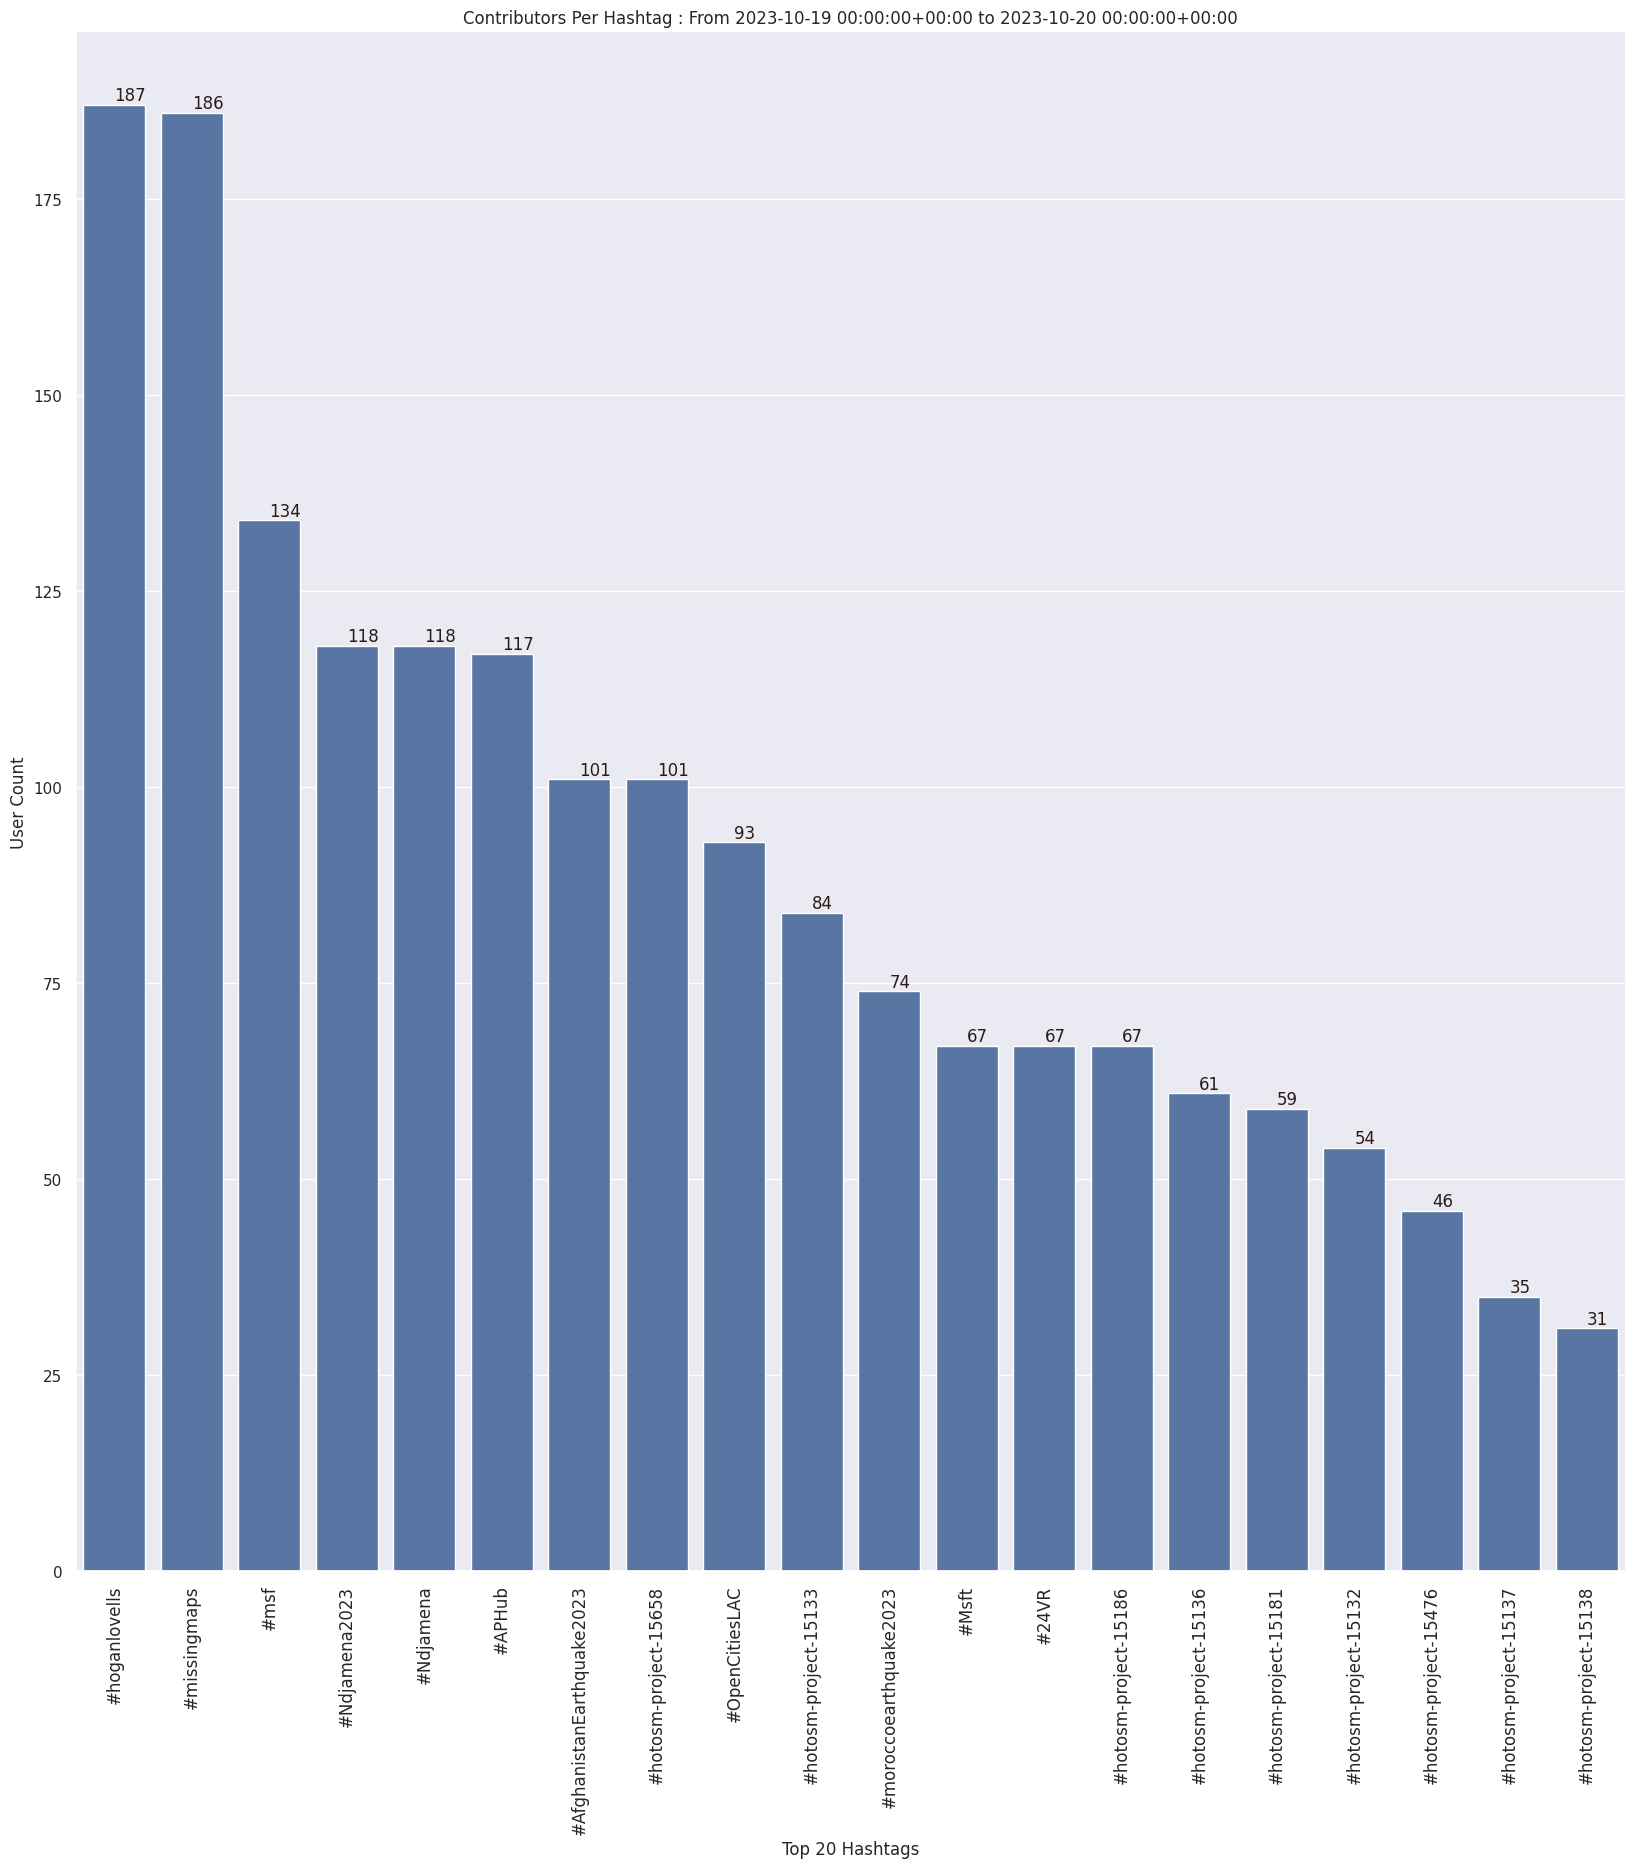 Contributors Per Hashtag : From 2023-10-19 00:00:00+00:00 to 2023-10-20 00:00:00+00:00
187
186
134
118
118
117
101
101
93
84
74
67
67
67
61
59
54
46
35
31
175
150
125
100
75
50
25
0
User Count
#hoganlovells
#missingmaps
#msf
#Ndjamena2023
#Ndjamena
#APHub
#AfghanistanEarthquake2023
#hotosm-project-15658
#OpenCitiesLAC
#hotosm-project-15133
#moroccoearthquake2023
#Msft
#24VR
#hotosm-project-15186
#hotosm-project-15136
#hotosm-project-15181
#hotosm-project-15132
#hotosm-project-15476
#hotosm-project-15137
#hotosm-project-15138
Top 20 Hashtags